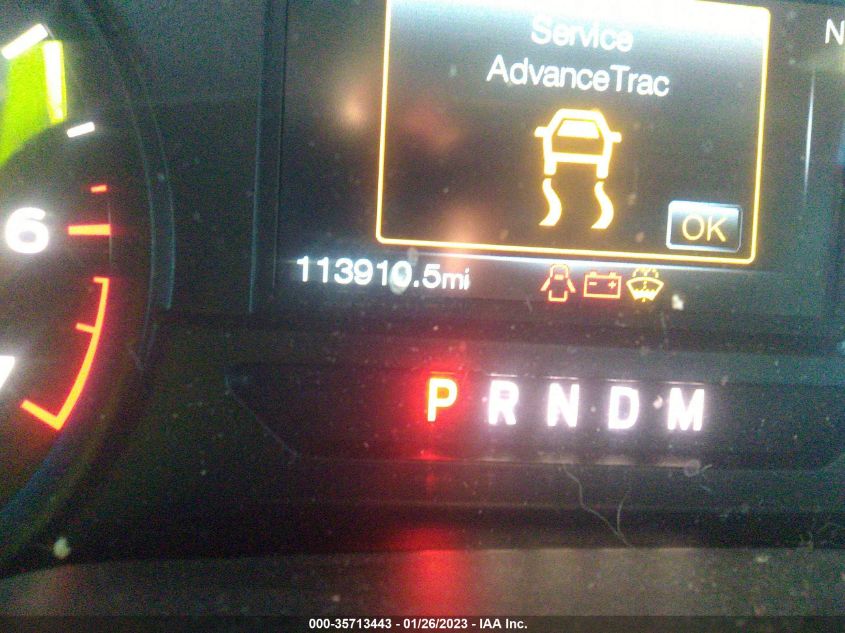 Service
AdvanceTrac
N
OK
6
113910.5mi
P R N D M
000-35713443 - 01/26/2023 - IAA Inc.